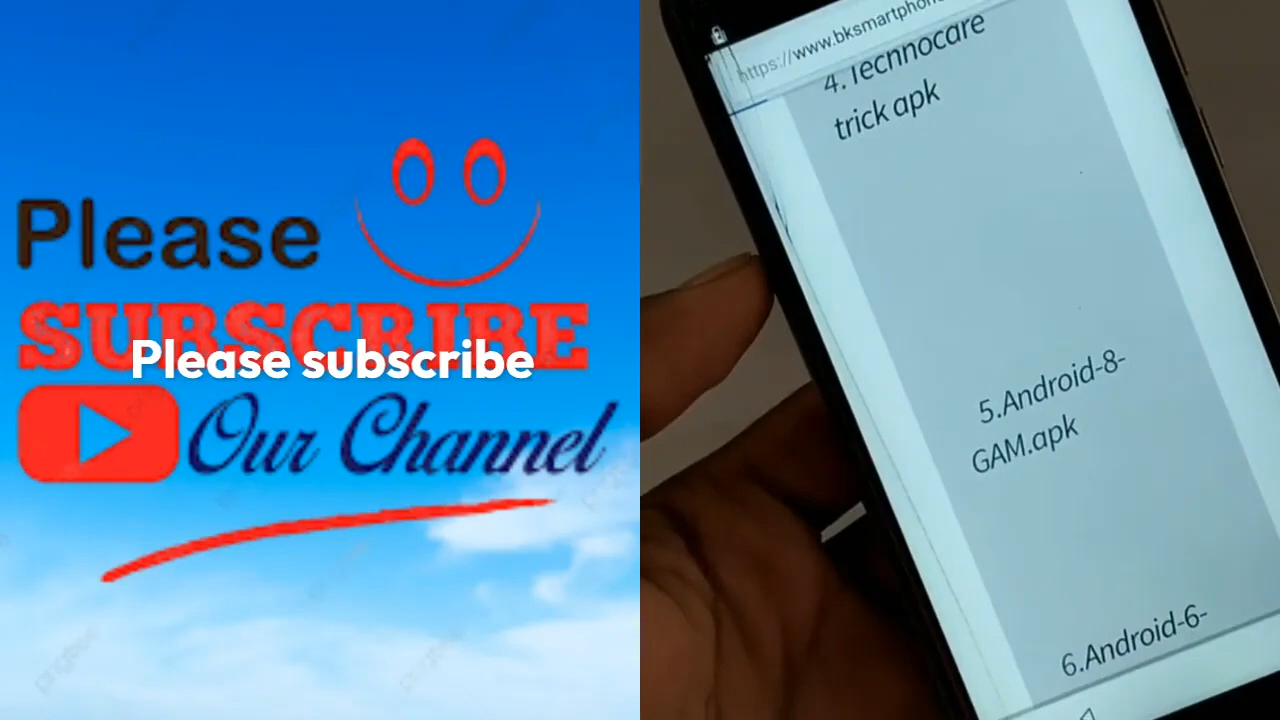 Please
SUBSCRIBE
Please subscribe
Our Channel
https://www.bksmartphone
4.Technocare
trick apk
5.Android-8-
GAM.apk
6.Android-6-